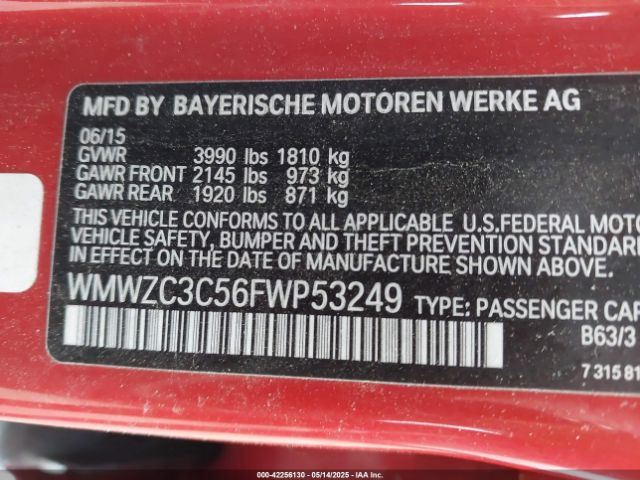 MFD BY BAYERISCHE MOTOREN WERKE AG
06/15
GVWR 3990 lbs 1810 kg
GAWR FRONT 2145 lbs 973 kg
GAWR REAR 1920 lbs 871 kg
THIS VEHICLE CONFORMS TO ALL APPLICABLE U.S.FEDERAL MOTO
VEHICLE SAFETY, BUMPER AND THEFT PREVENTION STANDARD
IN EFFECT ON THE DATE OF MANUFACTURE SHOWN ABOVE.
WMWZC3C56FWP53249 TYPE: PASSENGER CAR
B63/3
7 315 81
000-42256130 - 05/14/2025 - IAAI.COM